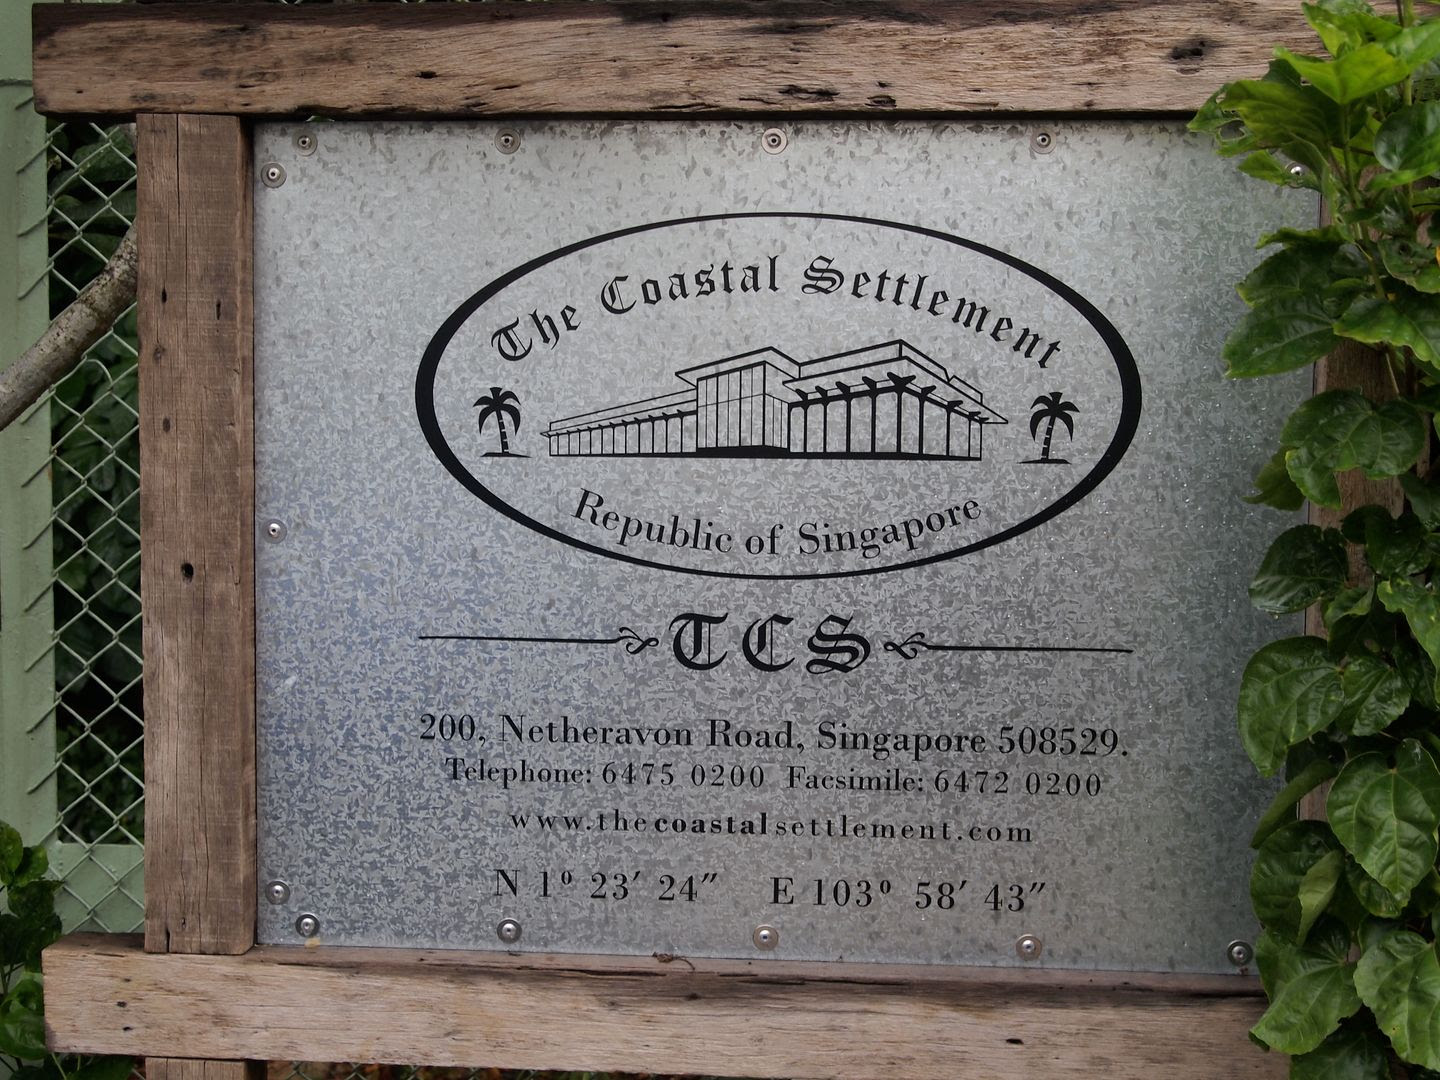 The Coastal Settlement
Republic of Singapore
TCS
200, Netheravon Road, Singapore 508529.
Telephone: 6475 0200 Facsimile: 6472 0200
www.thecoastalsettlement.com
N 1º 23′ 24″ E 103º 58′ 43″